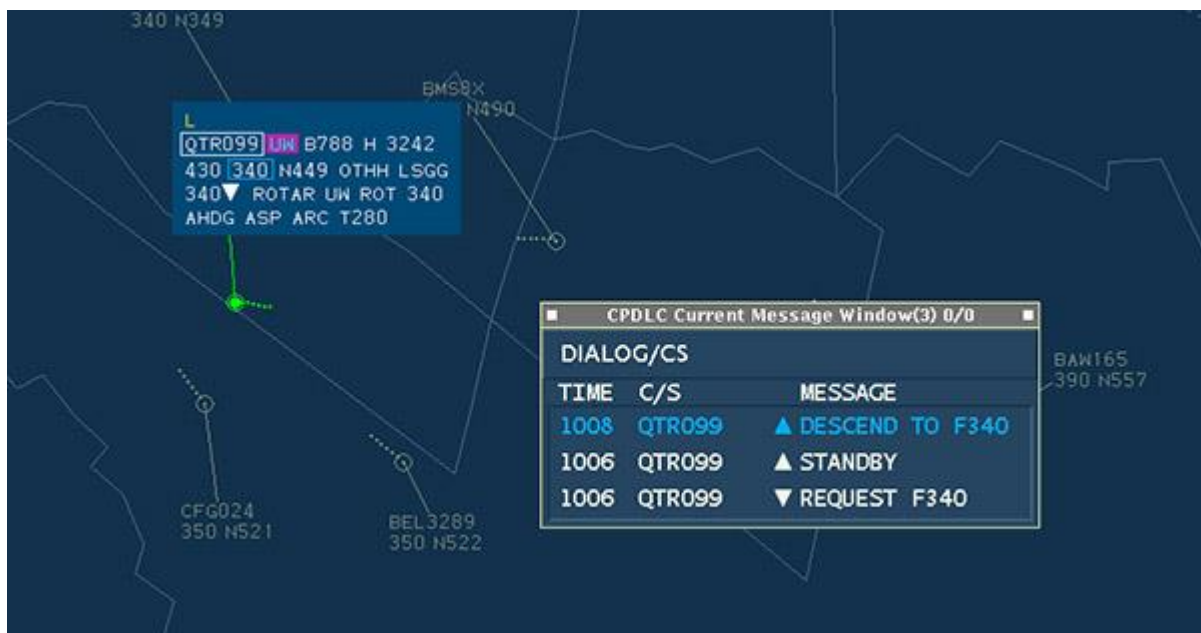 340 N349
BMS8X
N490
L
QTR099 UW B788 H 3242
430 340 N449 OTHH LSGG
340▼ ROTAR UW ROT 340
AHDG ASP ARC T280
CPDLC Current Message Window(3) 0/0
DIALOG/CS
TIME C/S MESSAGE
1008 QTR099 ▲ DESCEND TO F340
1006 QTR099 ▲ STANDBY
1006 QTR099 ▼ REQUEST F340
BAW165
390 N557
CFG024
350 N521
BEL3289
350 N522